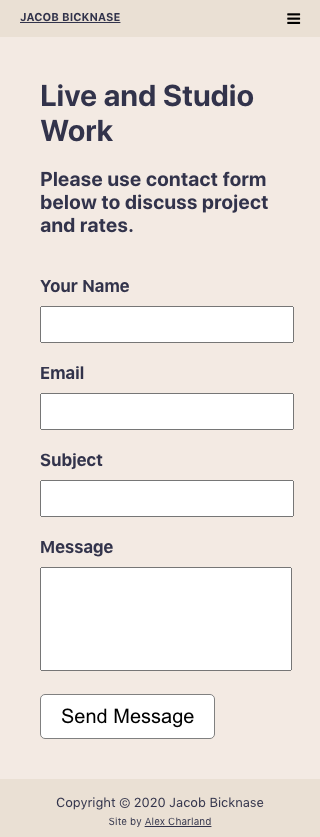 JACOB BICKNASE
Live and Studio
Work
Please use contact form
below to discuss project
and rates.
Your Name
Email
Subject
Message
Send Message
Copyright © 2020 Jacob Bicknase
Site by Alex Charland